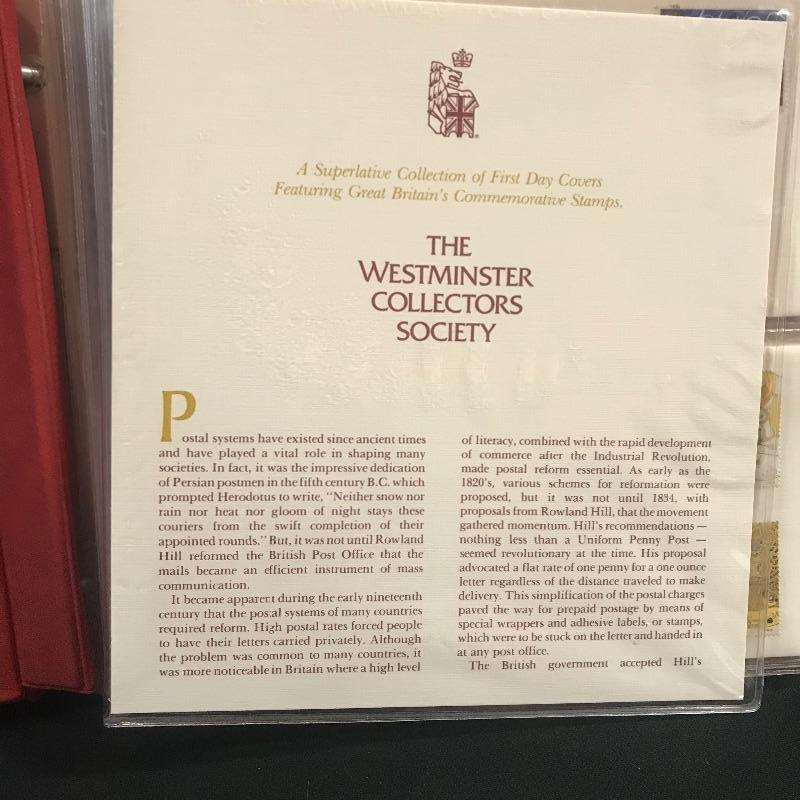 A Superlative Collection of First Day Covers
Featuring Great Britain's Commemorative Stamps.
THE
WESTMINSTER
COLLECTORS
SOCIETY
Postal systems have existed since ancient times
and have played a vital role in shaping many
societies. In fact, it was the impressive dedication
of Persian postmen in the fifth century B.C. which
prompted Herodotus to write, "Neither snow nor
rain nor heat nor gloom of night stays these
couriers from the swift completion of their
appointed rounds." But, it was not until Rowland
Hill reformed the British Post Office that the
mails became an efficient instrument of mass
communication.
It became apparent during the early nineteenth
century that the postal systems of many countries
required reform. High postal rates forced people
to have their letters carried privately. Although
the problem was common to many countries, it
was more noticeable in Britain where a high level
of literacy, combined with the rapid development
of commerce after the Industrial Revolution,
made postal reform essential. As early as the
1820's, various schemes for reformation were
proposed, but it was not until 1834, with
proposals from Rowland Hill, that the movement
gathered momentum. Hill's recommendations —
nothing less than a Uniform Penny Post —
seemed revolutionary at the time. His proposal
advocated a flat rate of one penny for a one ounce
letter regardless of the distance traveled to make
delivery. This simplification of the postal charges
paved the way for prepaid postage by means of
special wrappers and adhesive labels, or stamps,
which were to be stuck on the letter and handed in
at any post office.
The British government accepted Hill's